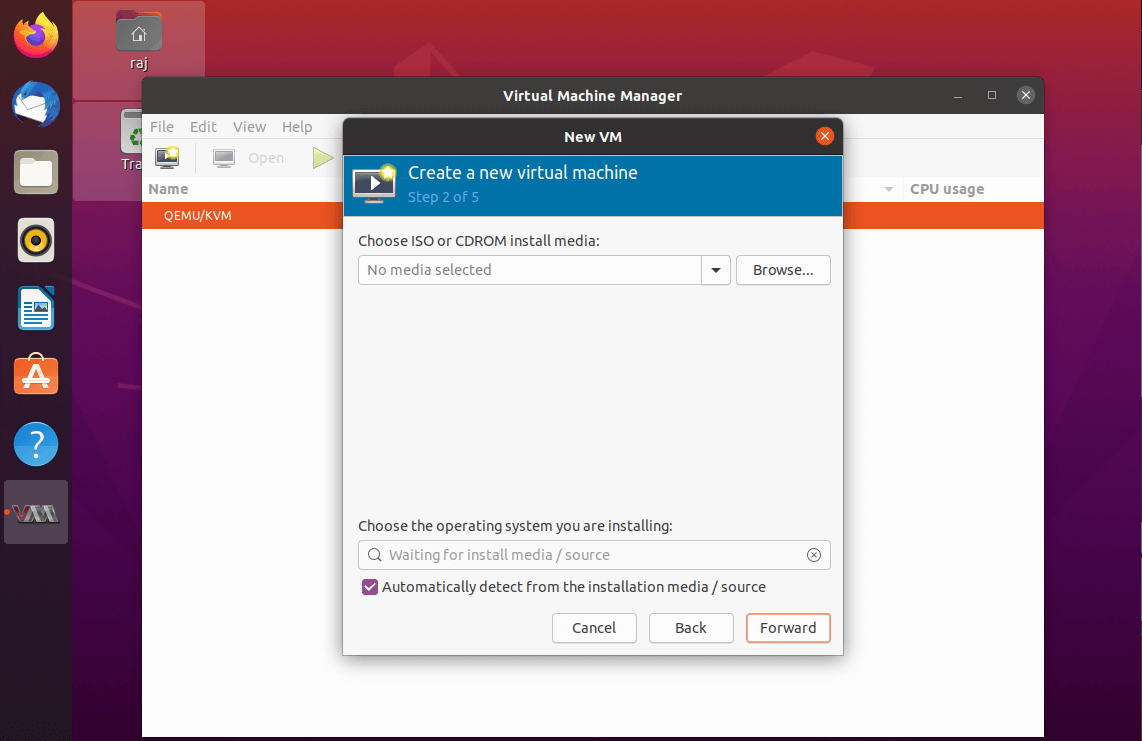 raj
Virtual Machine Manager
File Edit View Help
New VM
Tra
Open
Create a new virtual machine
Step 2 of 5
Name
CPU usage
QEMU/KVM
Choose ISO or CDROM install media:
No media selected
Browse...
Choose the operating system you are installing:
Waiting for install media / source
Automatically detect from the installation media / source
Cancel Back Forward